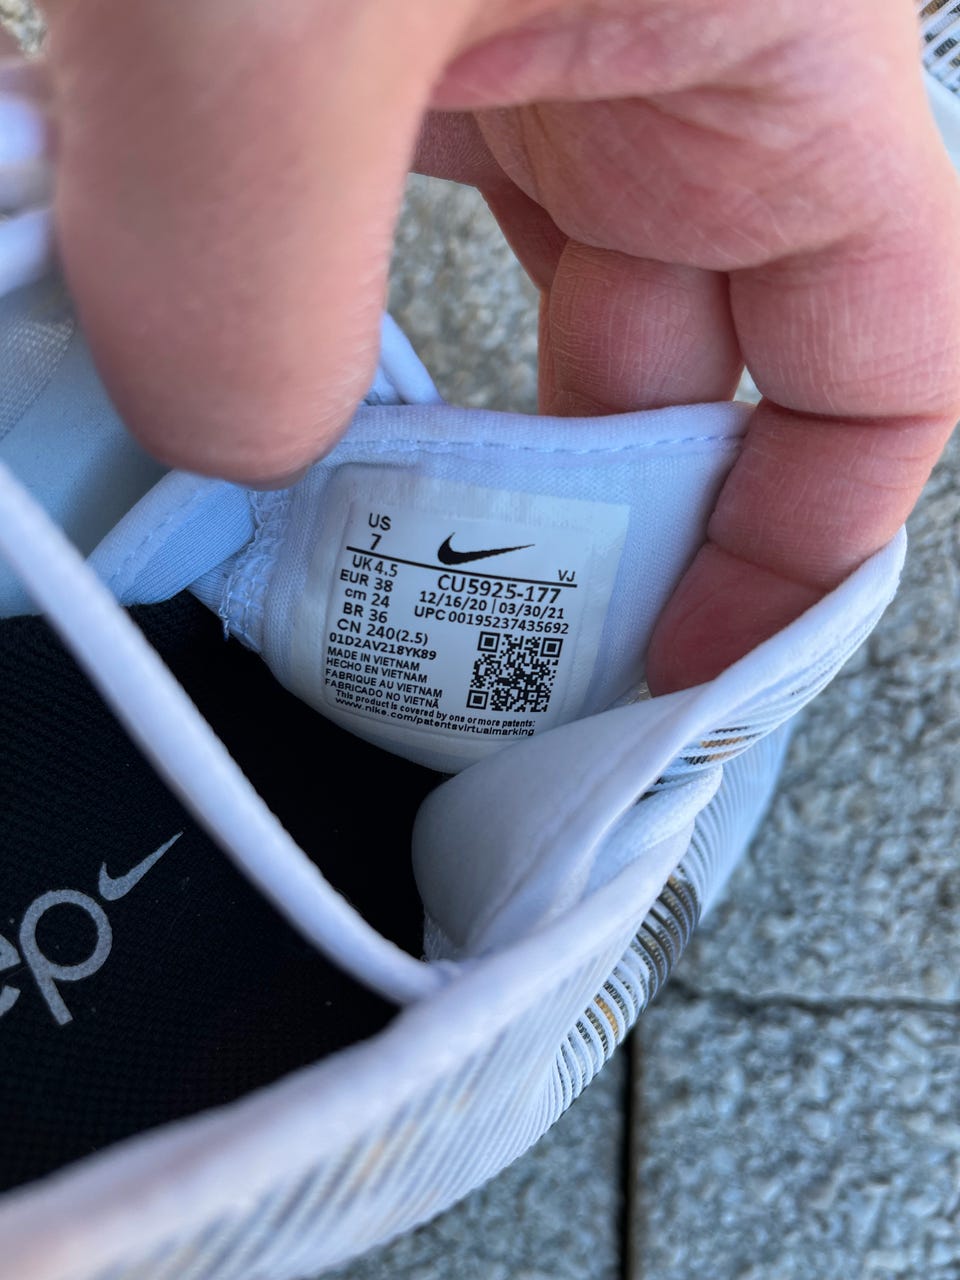 US
7
VJ
UK 4.5
EUR 38
cm 24
BR 36
CN 240(2.5)
CU5925-177
12/16/20 | 03/30/21
UPC 00195237435692
01D2AV218YK89
MADE IN VIETNAM
HECHO EN VIETNAM
FABRIQUE AU VIETNAM
FABRICADO NO VIETNÃ
This product is covered by one or more patents:
www.nike.com/patentsvirtualmarking
ep